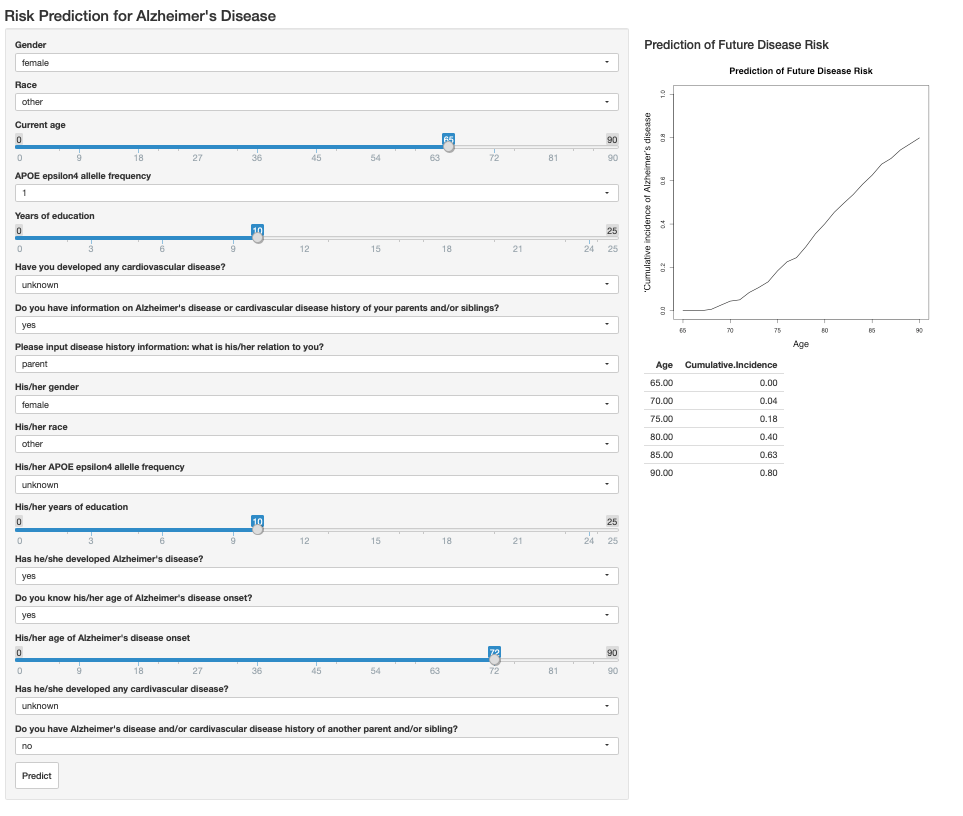 Risk Prediction for Alzheimer's Disease
Gender
female
Race
other
Current age
0 65 90
0 9 18 27 36 45 54 63 72 81 90
APOE epsilon4 allelle frequency
1
Years of education
0 10 25
0 3 6 9 12 15 18 21 24 25
Have you developed any cardiovascular disease?
unknown
Do you have information on Alzheimer's disease or cardivascular disease history of your parents and/or siblings?
yes
Please input disease history information: what is his/her relation to you?
parent
His/her gender
female
His/her race
other
His/her APOE epsilon4 allelle frequency
unknown
His/her years of education
0 10 25
0 3 6 9 12 15 18 21 24 25
Has he/she developed Alzheimer's disease?
yes
Do you know his/her age of Alzheimer's disease onset?
yes
His/her age of Alzheimer's disease onset
0 72 90
0 9 18 27 36 45 54 63 72 81 90
Has he/she developed any cardivascular disease?
unknown
Do you have Alzheimer's disease and/or cardivascular disease history of another parent and/or sibling?
no
Predict
Prediction of Future Disease Risk
Prediction of Future Disease Risk
'Cumulative incidence of Alzheimer's disease
1.0
0.8
0.6
0.4
0.2
0.0
65 70 75 80 85 90
Age
Age Cumulative.Incidence
65.00 0.00
70.00 0.04
75.00 0.18
80.00 0.40
85.00 0.63
90.00 0.80